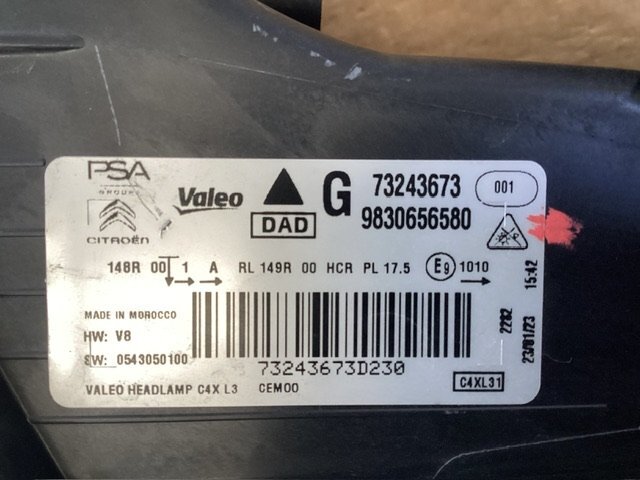 PSA
GROUPE
CITROËN
Valeo
DAD
G
73243673
9830656580
001
148R 00 1 A RL 149R 00 HCR PL 17.5 E9 1010
MADE IN MOROCCO
HW: V8
SW: 0543050100
73243673D230
VALEO HEADLAMP C4X L3 CEM00
C4XL31
2282
23/01/23 15:42